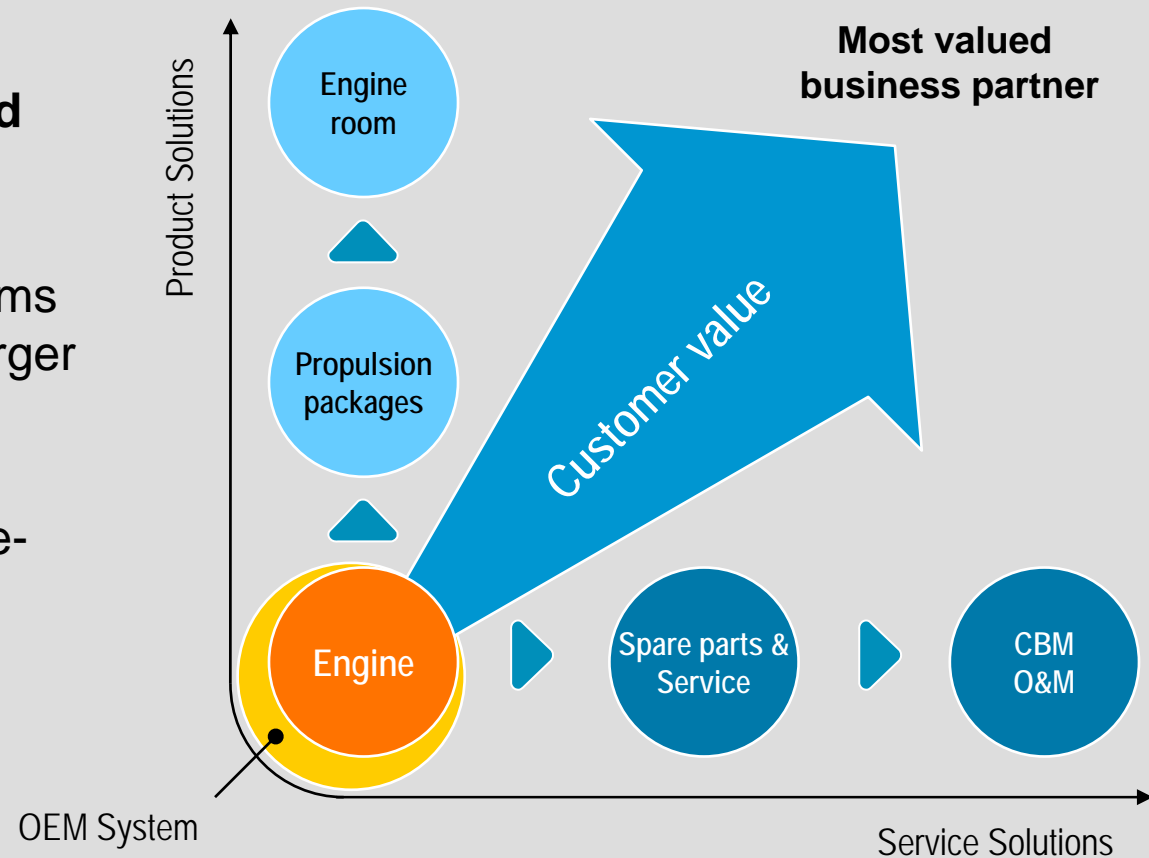 Most valued
business partner
Product Solutions
Engine
room
Propulsion
packages
Customer value
Engine
Spare parts &
Service
CBM
O&M
OEM System
Service Solutions